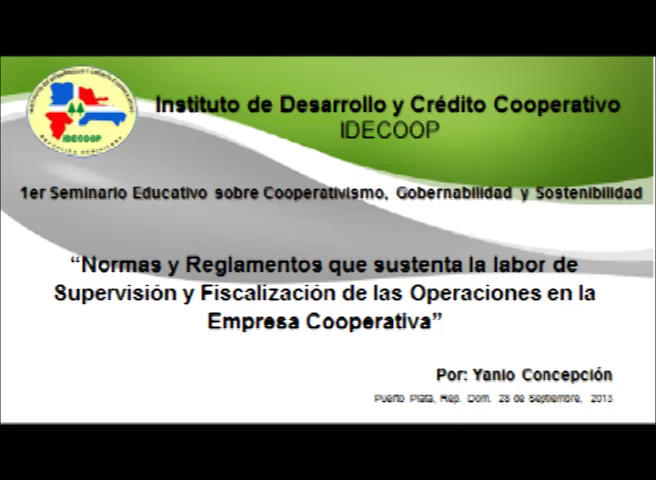 Instituto de Desarrollo y Crédito Cooperativo
IDECOOP
IDECOOP
1er Seminario Educativo sobre Cooperativismo, Gobernabilidad y Sostenibilidad
“Normas y Reglamentos que sustenta la labor de
Supervisión y Fiscalización de las Operaciones en la
Empresa Cooperativa”
Por: Yanio Concepción
Puerto Plata, Rep. Dom. 28 de Septiembre, 2013